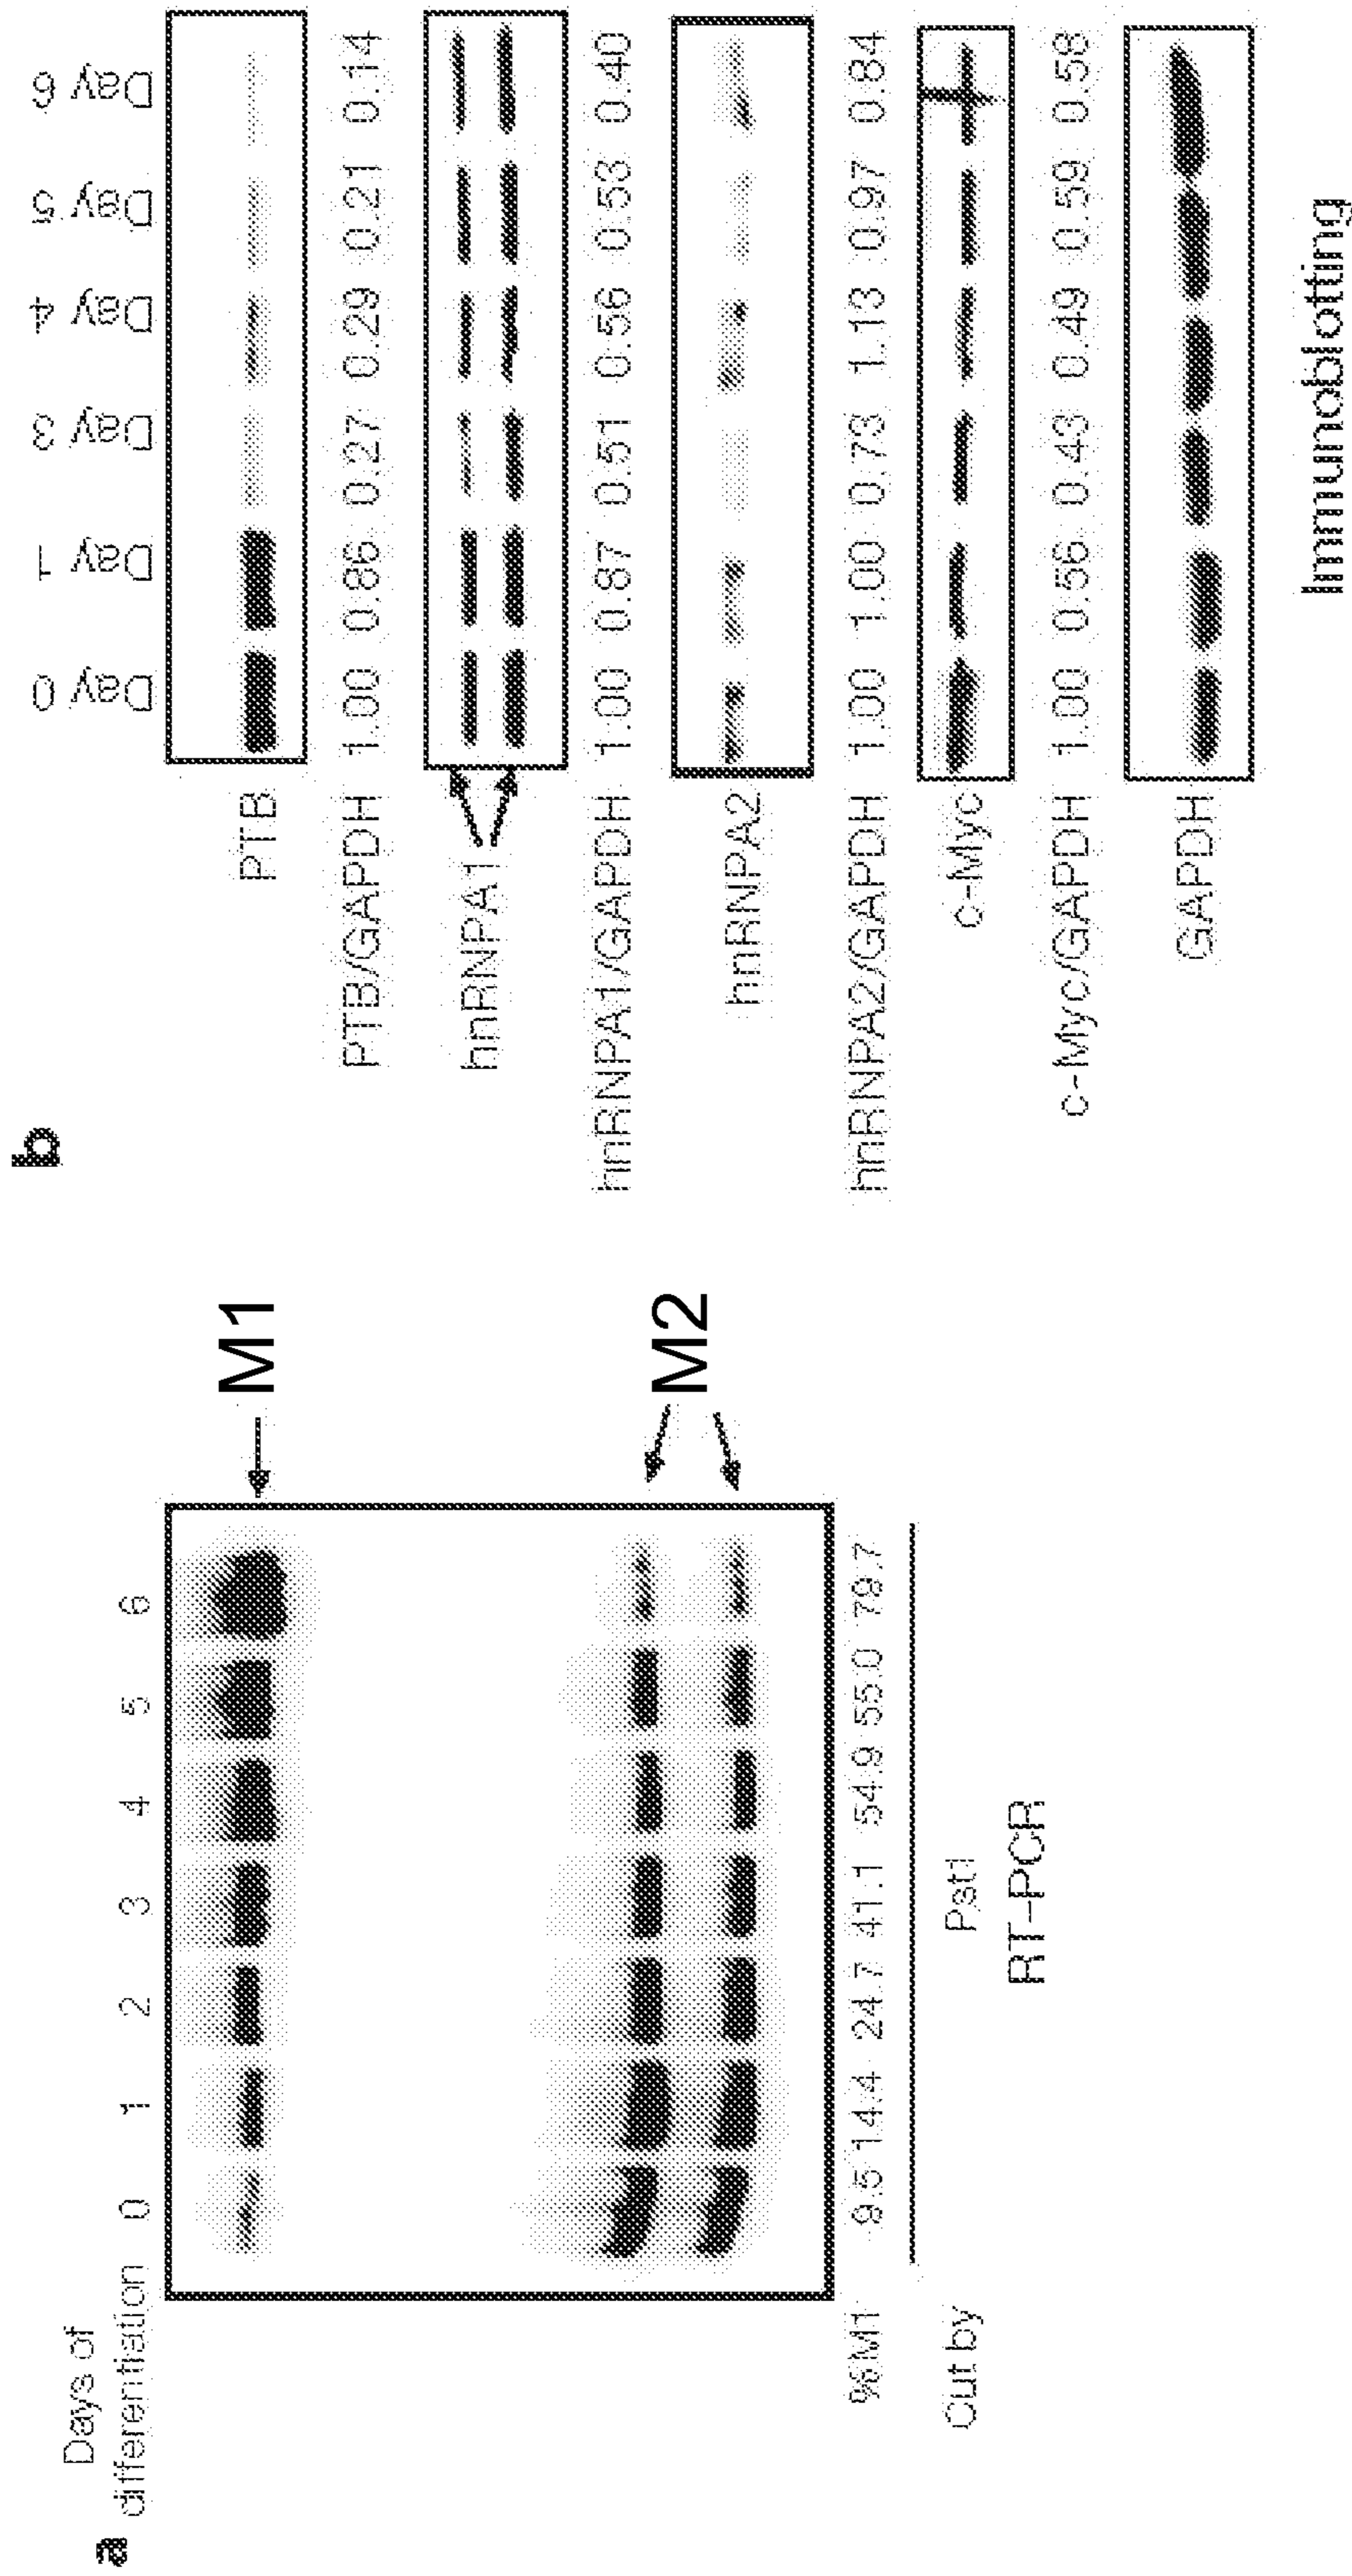 a
Days of
differentiation 0 1 2 3 4 5 6
M1
M2
%M1 9.5 14.4 24.7 41.1 54.9 55.0 79.7
Cut by PstI
RT-PCR
b
Day 0 Day 1 Day 3 Day 4 Day 5 Day 6
PTB
PTB/GAPDH 1.00 0.86 0.27 0.29 0.21 0.14
hnRNPA1
hnRNPA1/GAPDH 1.00 0.87 0.51 0.56 0.53 0.40
hnRNPA2
hnRNPA2/GAPDH 1.00 1.00 0.73 1.13 0.97 0.84
c-Myc
c-Myc/GAPDH 1.00 0.56 0.43 0.49 0.59 0.58
GAPDH
Immunoblotting